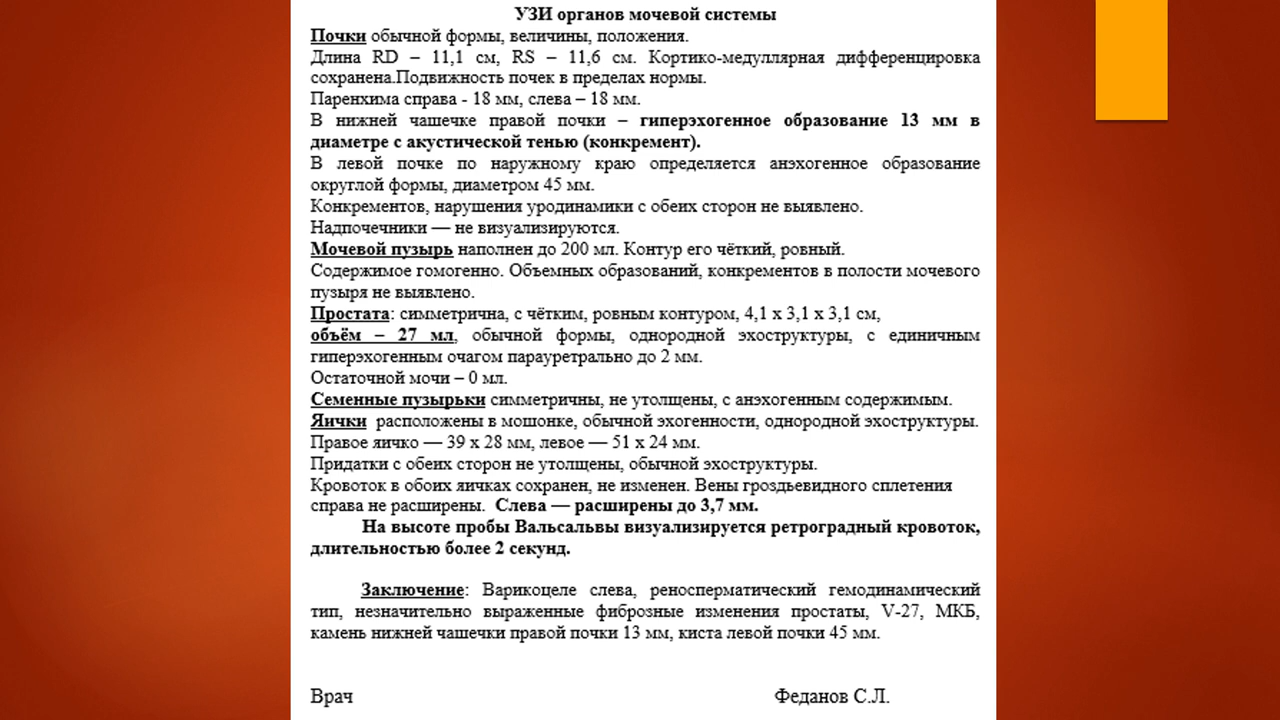 УЗИ органов мочевой системы
Почки обычной формы, величины, положения.
Длина RD – 11,1 см, RS – 11,6 см. Кортико-медуллярная дифференцировка
сохранена.Подвижность почек в пределах нормы.
Паренхима справа - 18 мм, слева – 18 мм.
В нижней чашечке правой почки – гиперэхогенное образование 13 мм в
диаметре с акустической тенью (конкремент).
В левой почке по наружному краю определяется анэхогенное образование
округлой формы, диаметром 45 мм.
Конкрементов, нарушения уродинамики с обеих сторон не выявлено.
Надпочечники — не визуализируются.
Мочевой пузырь наполнен до 200 мл. Контур его чёткий, ровный.
Содержимое гомогенно. Объемных образований, конкрементов в полости мочевого
пузыря не выявлено.
Простата: симметрична, с чётким, ровным контуром, 4,1 х 3,1 х 3,1 см,
объём – 27 мл, обычной формы, однородной эхоструктуры, с единичным
гиперэхогенным очагом парауретрально до 2 мм.
Остаточной мочи – 0 мл.
Семенные пузырьки симметричны, не утолщены, с анэхогенным содержимым.
Яички расположены в мошонке, обычной эхогенности, однородной эхоструктуры.
Правое яичко — 39 х 28 мм, левое — 51 х 24 мм.
Придатки с обеих сторон не утолщены, обычной эхоструктуры.
Кровоток в обоих яичках сохранен, не изменен. Вены гроздьевидного сплетения
справа не расширены. Слева — расширены до 3,7 мм.
На высоте пробы Вальсальвы визуализируется ретроградный кровоток,
длительностью более 2 секунд.
Заключение: Варикоцеле слева, реносперматический гемодинамический
тип, незначительно выраженные фиброзные изменения простаты, V-27, МКБ,
камень нижней чашечки правой почки 13 мм, киста левой почки 45 мм.
Врач Феданов С.Л.